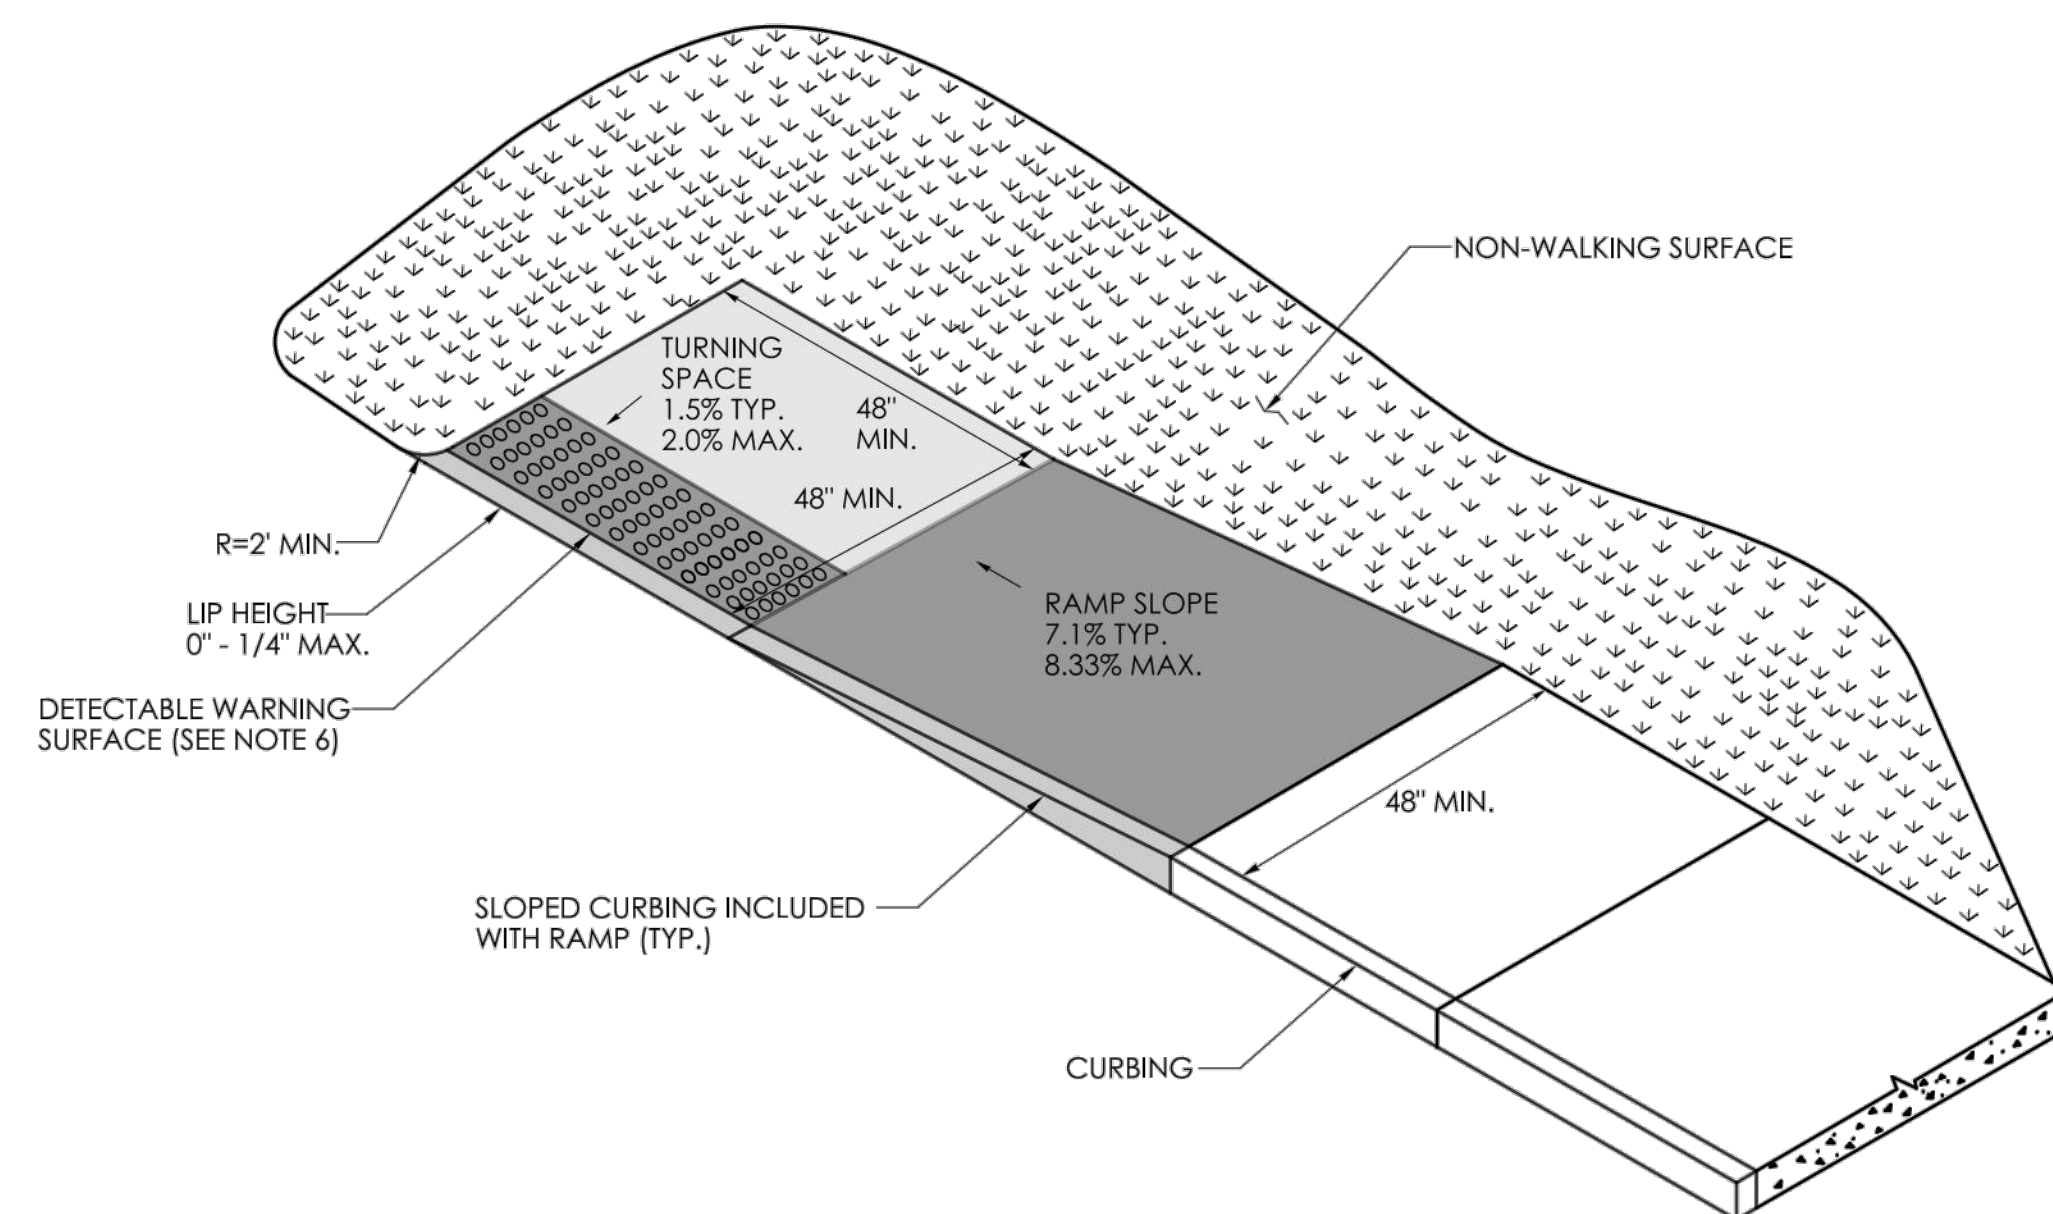 NON-WALKING SURFACE
TURNING
SPACE
1.5% TYP.
2.0% MAX.
48"
MIN.
48" MIN.
R=2' MIN.
LIP HEIGHT
0" - 1/4" MAX.
RAMP SLOPE
7.1% TYP.
8.33% MAX.
DETECTABLE WARNING
SURFACE (SEE NOTE 6)
48" MIN.
SLOPED CURBING INCLUDED
WITH RAMP (TYP.)
CURBING